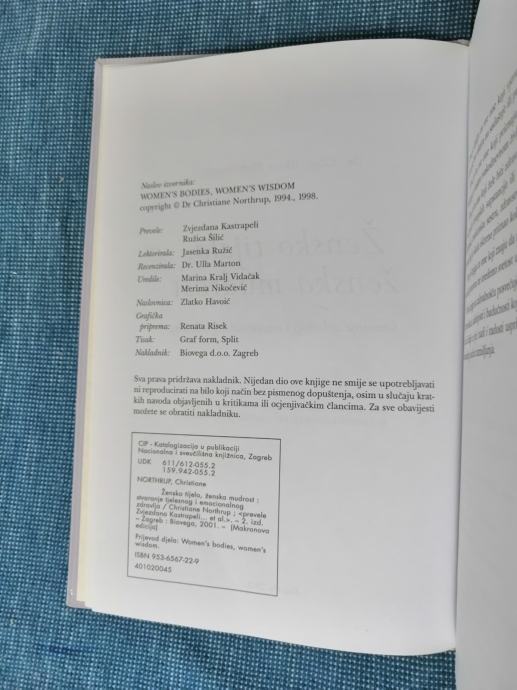 Naslov izvornika:
WOMEN'S BODIES, WOMEN'S WISDOM
copyright © Dr Christiane Northrup, 1994., 1998.
Prevele: Zvjezdana Kastrapeli
Ružica Šilić
Lektorirala: Jasenka Ružić
Recenzirala: Dr. Ulla Marton
Uredile: Marina Kralj Vidačak
Merima Nikočević
Naslovnica: Zlatko Havoić
Grafička
priprema: Renata Risek
Tisak: Graf form, Split
Nakladnik: Biovega d.o.o. Zagreb
Sva prava pridržava nakladnik. Nijedan dio ove knjige ne smije se upotrebljavati
ni reproducirati na bilo koji način bez pismenog dopuštenja, osim u slučaju krat-
kih navoda objavljenih u kritikama ili ocjenjivačkim člancima. Za sve obavijesti
možete se obratiti nakladniku.
CIP - Katalogizacija u publikaciji
Nacionalna i sveučilišna knjižnica, Zagreb
UDK 611/612-055.2
159.942-055.2
NORTHRUP, Christiane
Žensko tijelo, ženska mudrost :
stvaranje tjelesnog i emocionalnog
zdravlja / Christiane Northrup ; <prevele
Zvjezdana Kastrapeli... et al.>. - 2. izd.
- Zagreb : Biovega, 2001. - (Makronova
edicija)
Prijevod djela: Women's bodies, women's
wisdom.
ISBN 953-6567-22-9
401020045